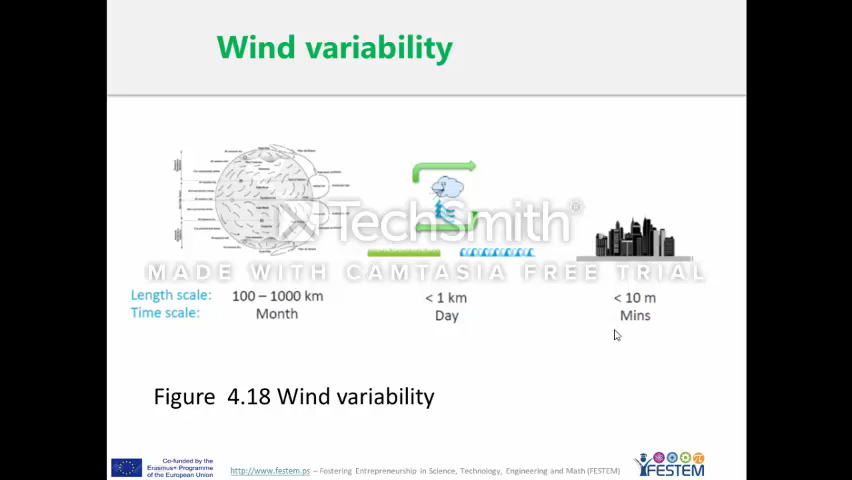 Wind variability
TechSmith®
MADE WITH CAMTASIA FREE TRIAL
Length scale: 100 – 1000 km < 1 km < 10 m
Time scale: Month Day Mins
Figure 4.18 Wind variability
Co-funded by the
Erasmus+ Programme
of the European Union
http://www.festem.ps – Fostering Entrepreneurship in Science, Technology, Engineering and Math (FESTEM)
FESTEM